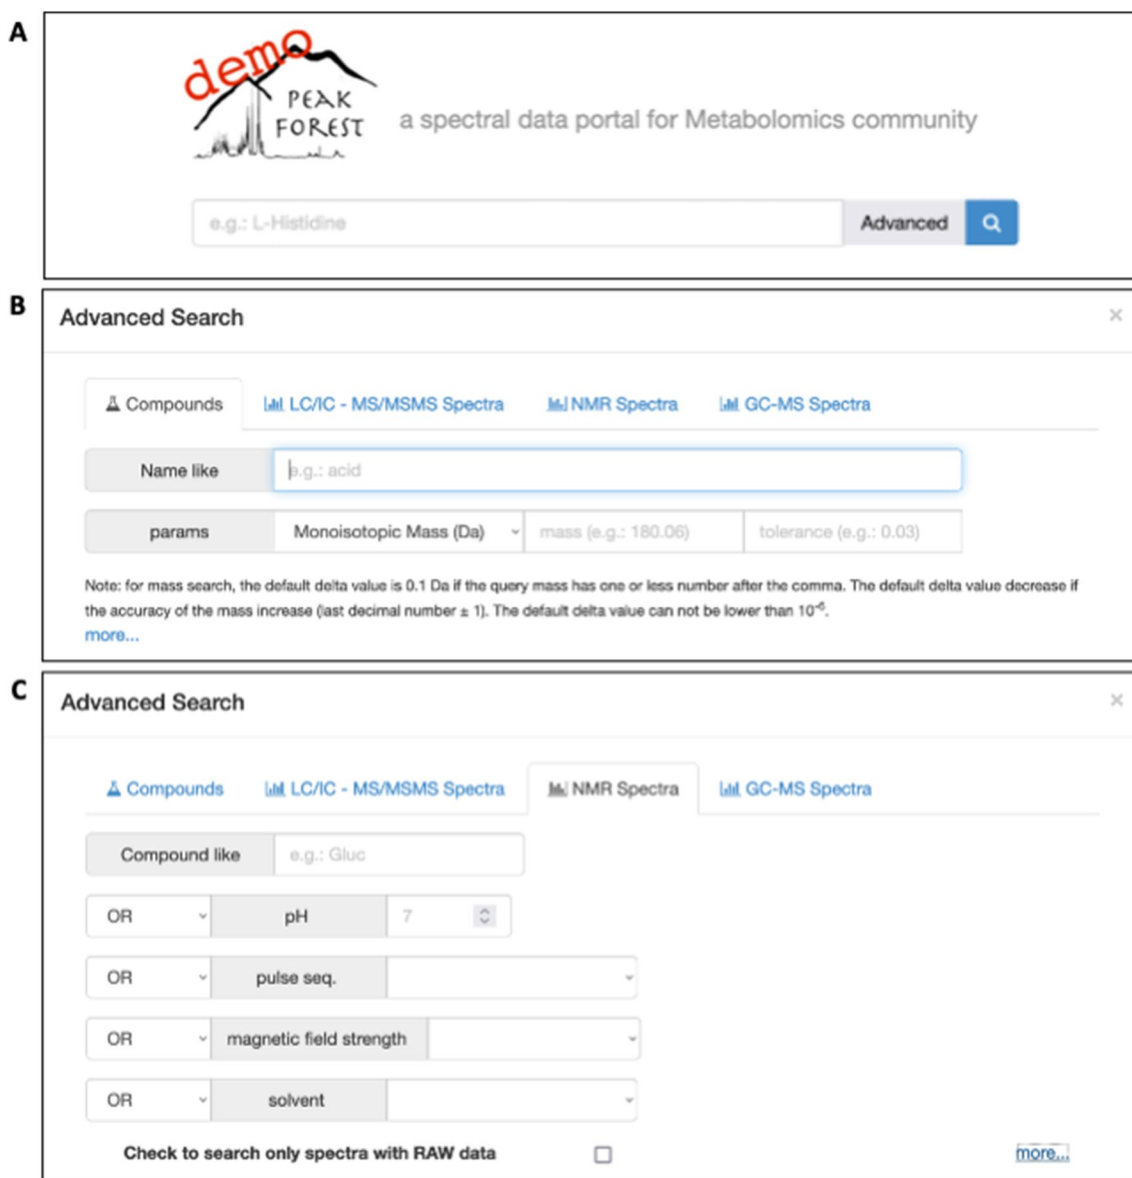 A
demo
PEAK
FOREST
a spectral data portal for Metabolomics community
e.g.: L-Histidine
Advanced
B
Advanced Search
×
Compounds
LC/IC - MS/MSMS Spectra
NMR Spectra
GC-MS Spectra
Name like
e.g.: acid
params
Monoisotopic Mass (Da)
mass (e.g.: 180.06)
tolerance (e.g.: 0.03)
Note: for mass search, the default delta value is 0.1 Da if the query mass has one or less number after the comma. The default delta value decrease if
the accuracy of the mass increase (last decimal number ± 1). The default delta value can not be lower than 10⁻⁶.
more...
C
Advanced Search
×
Compounds
LC/IC - MS/MSMS Spectra
NMR Spectra
GC-MS Spectra
Compound like
e.g.: Gluc
OR
pH
7
OR
pulse seq.
OR
magnetic field strength
OR
solvent
Check to search only spectra with RAW data
more...